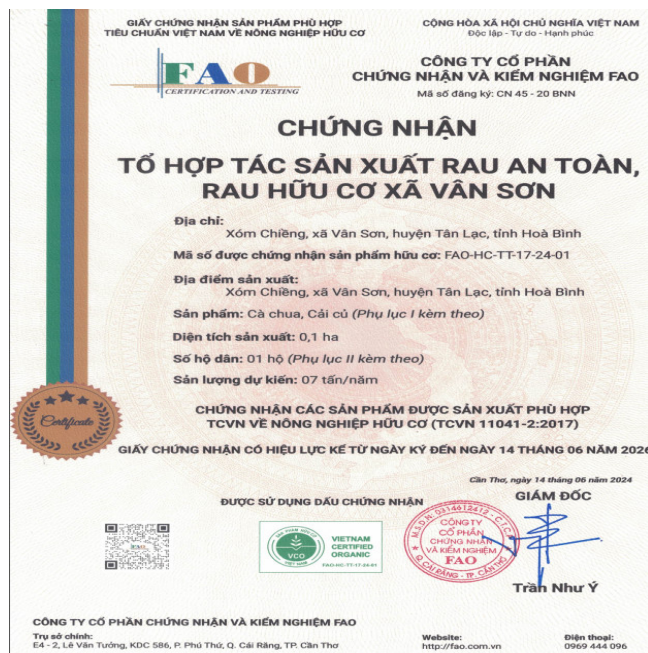 GIẤY CHỨNG NHẬN SẢN PHẨM PHÙ HỢP
TIÊU CHUẨN VIỆT NAM VỀ NÔNG NGHIỆP HỮU CƠ
CỘNG HÒA XÃ HỘI CHỦ NGHĨA VIỆT NAM
Độc lập - Tự do - Hạnh phúc
FAO
CERTIFICATION AND TESTING
CÔNG TY CỔ PHẦN
CHỨNG NHẬN VÀ KIỂM NGHIỆM FAO
Mã số đăng ký: CN 45 - 20 BNN
CHỨNG NHẬN
TỔ HỢP TÁC SẢN XUẤT RAU AN TOÀN,
RAU HỮU CƠ XÃ VÂN SƠN
Địa chỉ:
Xóm Chiềng, xã Vân Sơn, huyện Tân Lạc, tỉnh Hoà Bình
Mã số được chứng nhận sản phẩm hữu cơ: FAO-HC-TT-17-24-01
Địa điểm sản xuất:
Xóm Chiềng, xã Vân Sơn, huyện Tân Lạc, tỉnh Hoà Bình
Sản phẩm: Cà chua, Cải củ (Phụ lục I kèm theo)
Diện tích sản xuất: 0,1 ha
Số hộ dân: 01 hộ (Phụ lục II kèm theo)
Sản lượng dự kiến: 07 tấn/năm
Certificate
CHỨNG NHẬN CÁC SẢN PHẨM ĐƯỢC SẢN XUẤT PHÙ HỢP
TCVN VỀ NÔNG NGHIỆP HỮU CƠ (TCVN 11041-2:2017)
GIẤY CHỨNG NHẬN CÓ HIỆU LỰC KỂ TỪ NGÀY KÝ ĐẾN NGÀY 14 THÁNG 06 NĂM 2026
Cần Thơ, ngày 14 tháng 06 năm 2024
ĐƯỢC SỬ DỤNG DẤU CHỨNG NHẬN
GIÁM ĐỐC
FAO
SẢN PHẨM HỮU CƠ
VCO
VIỆT NAM
VIETNAM
CERTIFIED
ORGANIC
FAO-HC-TT-17-24-01
M.S.D.N: 0314612412 - C.T.C.P
CÔNG TY
CỔ PHẦN
CHỨNG NHẬN
VÀ KIỂM NGHIỆM
FAO
Q. CÁI RĂNG - TP. CẦN THƠ
Trần Như Ý
CÔNG TY CỔ PHẦN CHỨNG NHẬN VÀ KIỂM NGHIỆM FAO
Trụ sở chính:
E4 - 2, Lê Văn Tưởng, KDC 586, P. Phú Thứ, Q. Cái Răng, TP. Cần Thơ
Website:
http://fao.com.vn
Điện thoại:
0969 444 096